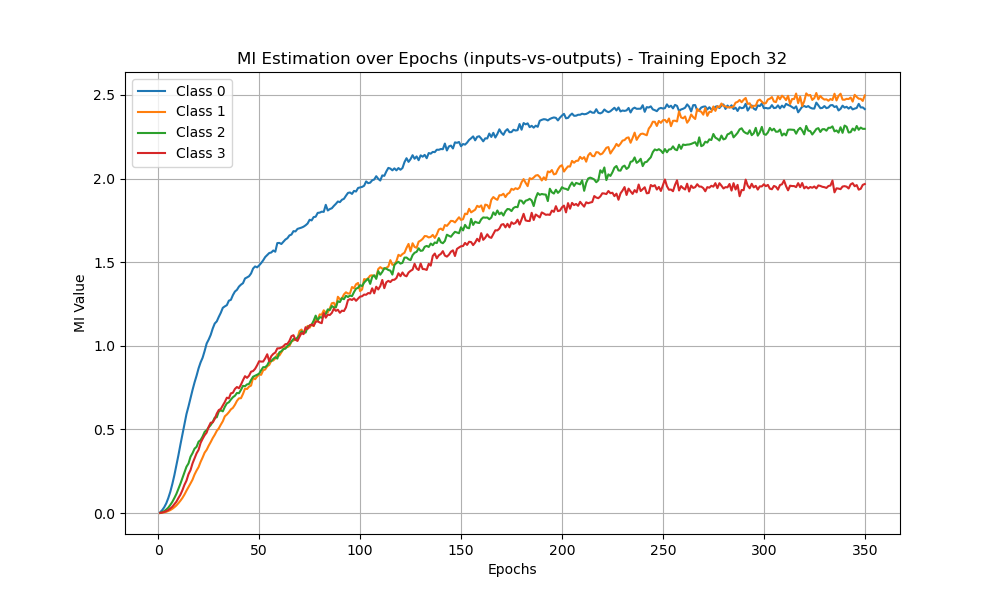 MI Estimation over Epochs (inputs-vs-outputs) - Training Epoch 32
Class 0
Class 1
Class 2
Class 3
MI Value
2.5
2.0
1.5
1.0
0.5
0.0
0 50 100 150 200 250 300 350
Epochs